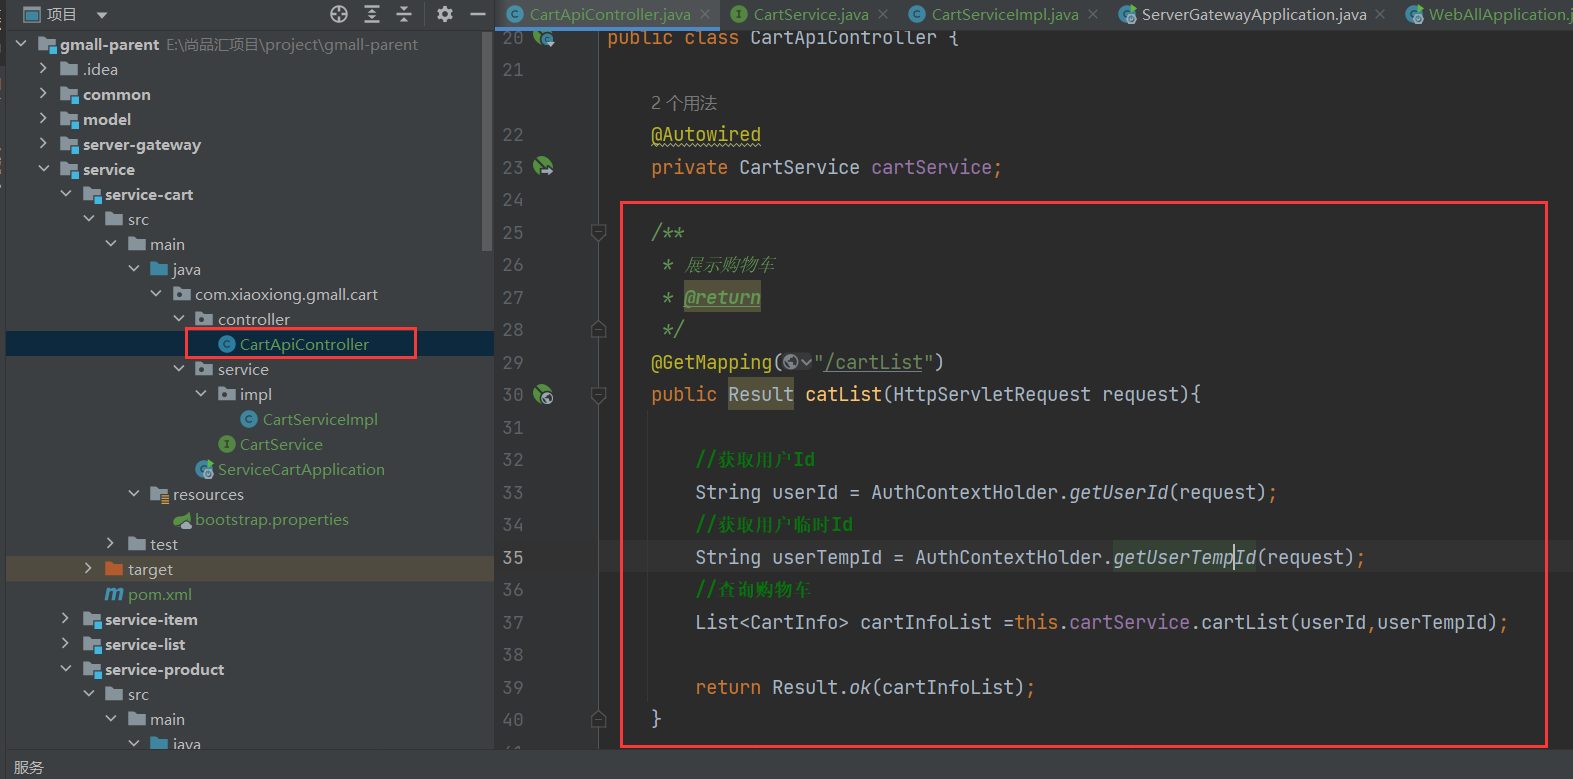 项目
gmall-parent E:\尚品汇项目\project\gmall-parent
.idea
common
model
server-gateway
service
service-cart
src
main
java
com.xiaoxiong.gmall.cart
controller
CartApiController
service
impl
CartServiceImpl
CartService
ServiceCartApplication
resources
bootstrap.properties
test
target
pom.xml
service-item
service-list
service-product
src
main
java
服务
CartApiController.java CartService.java CartServiceImpl.java ServerGatewayApplication.java WebAllApplication.j
20 public class CartApiController {
21
2 个用法
22 @Autowired
23 private CartService cartService;
24
25 /**
26 * 展示购物车
27 * @return
28 */
29 @GetMapping("/cartList")
30 public Result catList(HttpServletRequest request){
31
32 //获取用户Id
33 String userId = AuthContextHolder.getUserId(request);
34 //获取用户临时Id
35 String userTempId = AuthContextHolder.getUserTempId(request);
36 //查询购物车
37 List<CartInfo> cartInfoList =this.cartService.cartList(userId,userTempId);
38
39 return Result.ok(cartInfoList);
40 }